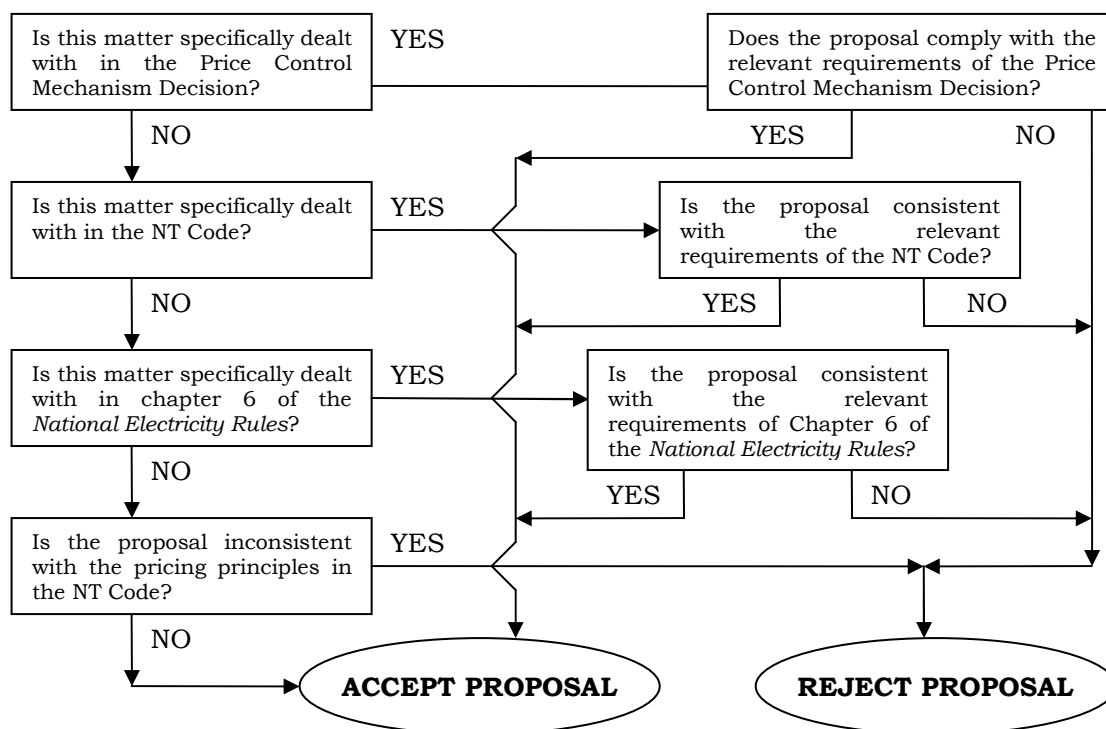 Is this matter specifically dealt
with in the Price Control
Mechanism Decision?
YES
Does the proposal comply with the
relevant requirements of the Price
Control Mechanism Decision?
NO
YES
NO
Is this matter specifically dealt
with in the NT Code?
YES
Is the proposal consistent
with the relevant
requirements of the NT Code?
NO
YES
NO
Is this matter specifically dealt
with in chapter 6 of the
National Electricity Rules?
YES
Is the proposal consistent
with the relevant
requirements of Chapter 6 of
the National Electricity Rules?
NO
YES
NO
Is the proposal inconsistent
with the pricing principles in
the NT Code?
YES
NO
ACCEPT PROPOSAL
REJECT PROPOSAL